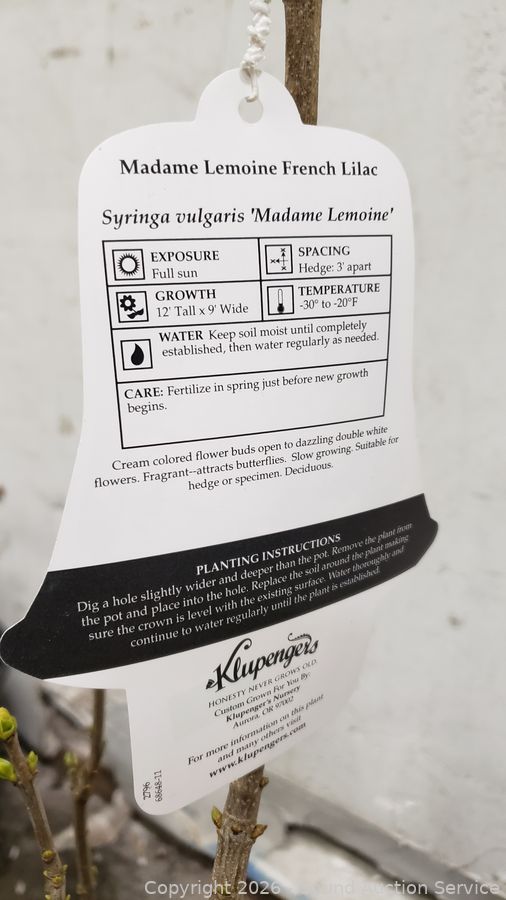 Madame Lemoine French Lilac
Syringa vulgaris 'Madame Lemoine'
EXPOSURE
Full sun
SPACING
Hedge: 3' apart
GROWTH
12' Tall x 9' Wide
TEMPERATURE
-30° to -20°F
WATER Keep soil moist until completely
established, then water regularly as needed.
CARE: Fertilize in spring just before new growth
begins.
Cream colored flower buds open to dazzling double white
flowers. Fragrant--attracts butterflies. Slow growing. Suitable for
hedge or specimen. Deciduous.
PLANTING INSTRUCTIONS
Dig a hole slightly wider and deeper than the pot. Remove the plant from
the pot and place into the hole. Replace the soil around the plant making
sure the crown is level with the existing surface. Water thoroughly and
continue to water regularly until the plant is established.
Klupengers
HONESTY NEVER GROWS OLD.
Custom Grown For You By:
Klupenger's Nursery
Aurora, OR 97002
For more information on this plant
and many others visit
www.klupengers.com
2796
68648-11
Copyright 2026 Auction Service